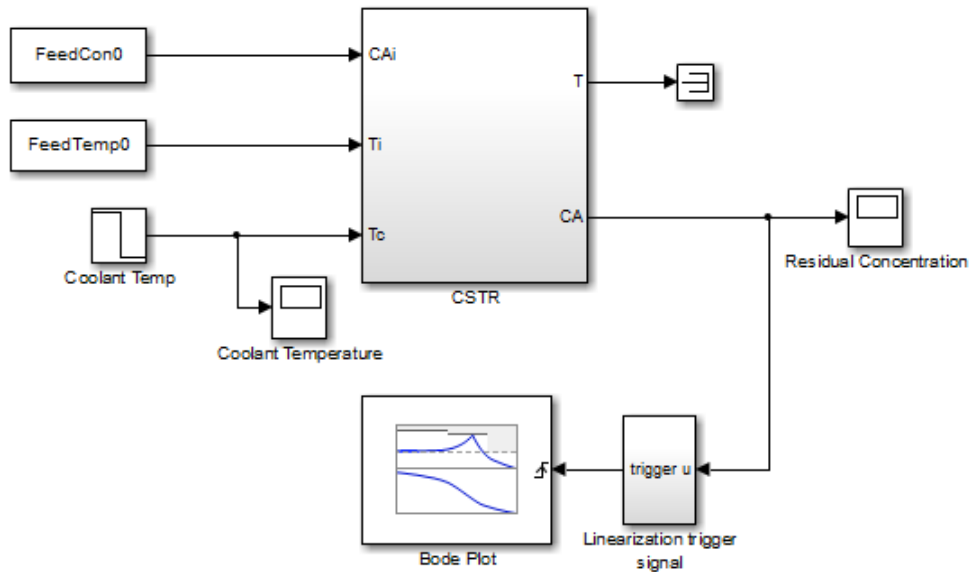 FeedCon0
CAi
T
FeedTemp0
Ti
CA
Tc
Coolant Temp
Residual Concentration
CSTR
Coolant Temperature
trigger u
Linearization trigger
signal
Bode Plot